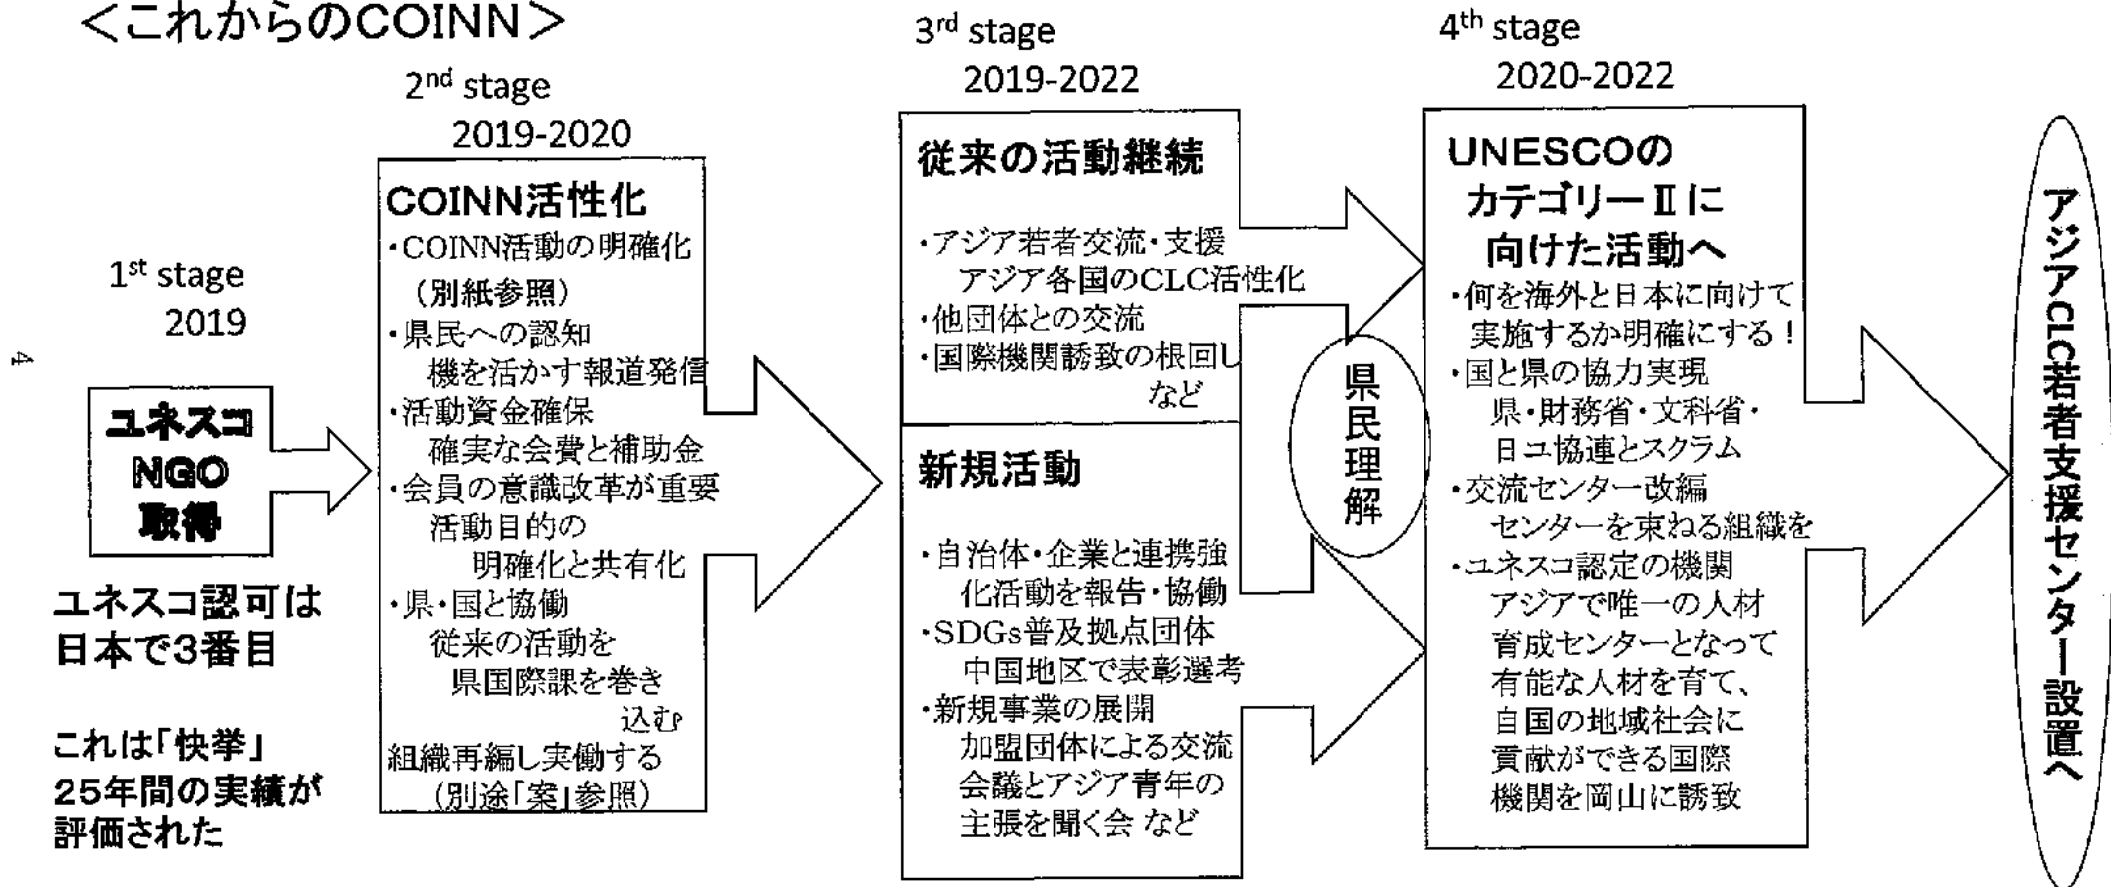 ＜これからのCOINN＞
1st stage
2019
ユネスコ
NGO
取得
ユネスコ認可は
日本で3番目
これは「快挙」
25年間の実績が
評価された
4
2nd stage
2019-2020
COINN活性化
・COINN活動の明確化
（別紙参照）
・県民への認知
機を活かす報道発信
・活動資金確保
確実な会費と補助金
・会員の意識改革が重要
活動目的の
明確化と共有化
・県・国と協働
従来の活動を
県国際課を巻き
込む
組織再編し実働する
（別途「案」参照）
3rd stage
2019-2022
従来の活動継続
・アジア若者交流・支援
アジア各国のCLC活性化
・他団体との交流
・国際機関誘致の根回し
など
新規活動
・自治体・企業と連携強
化活動を報告・協働
・SDGs普及拠点団体
中国地区で表彰選考
・新規事業の展開
加盟団体による交流
会議とアジア青年の
主張を聞く会 など
県民理解
4th stage
2020-2022
UNESCOの
カテゴリーⅡに
向けた活動へ
・何を海外と日本に向けて
実施するか明確にする！
・国と県の協力実現
県・財務省・文科省・
日ユ協連とスクラム
・交流センター改編
センターを束ねる組織を
・ユネスコ認定の機関
アジアで唯一の人材
育成センターとなって
有能な人材を育て、
自国の地域社会に
貢献ができる国際
機関を岡山に誘致
アジアCLC若者支援センター設置へ